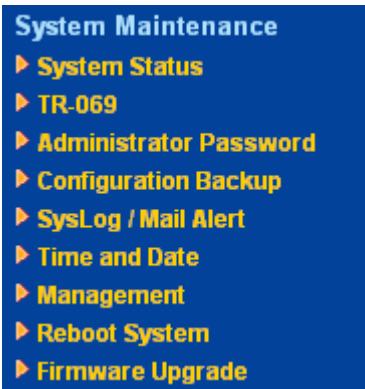 System Maintenance
System Status
TR-069
Administrator Password
Configuration Backup
SysLog / Mail Alert
Time and Date
Management
Reboot System
Firmware Upgrade